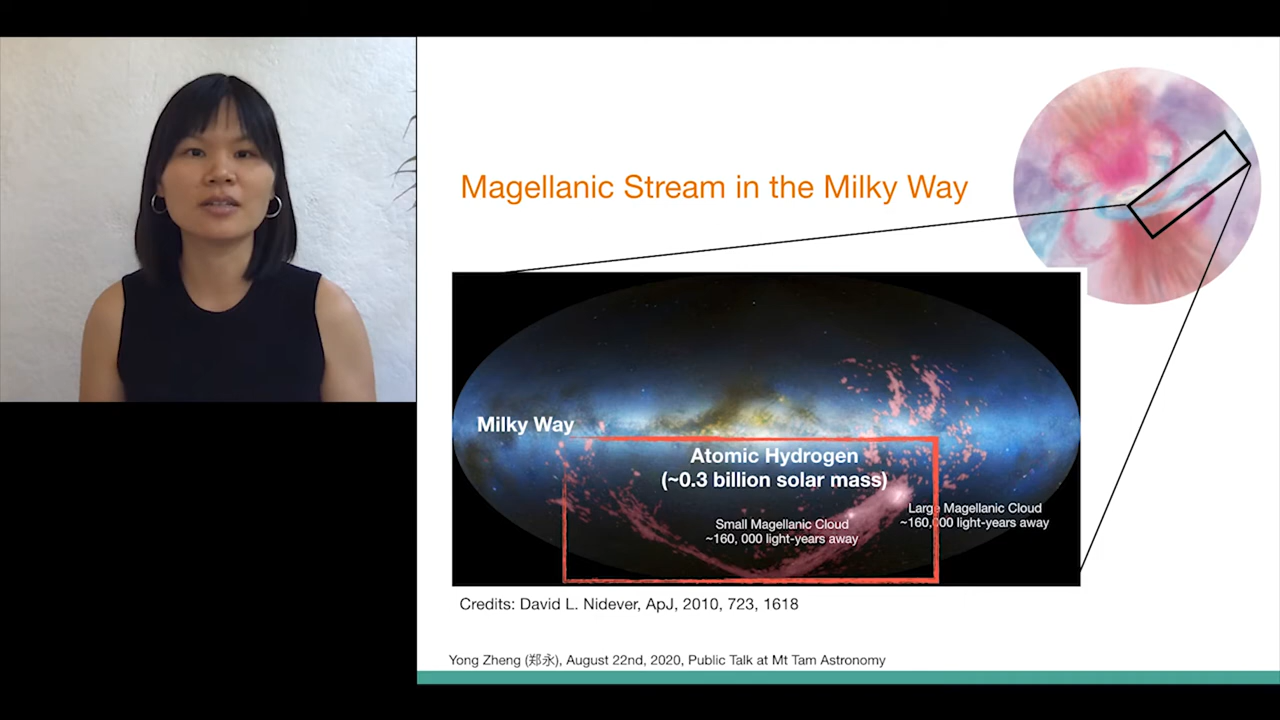 Magellanic Stream in the Milky Way
Milky Way
Atomic Hydrogen
(~0.3 billion solar mass)
Small Magellanic Cloud
~160, 000 light-years away
Large Magellanic Cloud
~160,000 light-years away
Credits: David L. Nidever, ApJ, 2010, 723, 1618
Yong Zheng (郑永), August 22nd, 2020, Public Talk at Mt Tam Astronomy